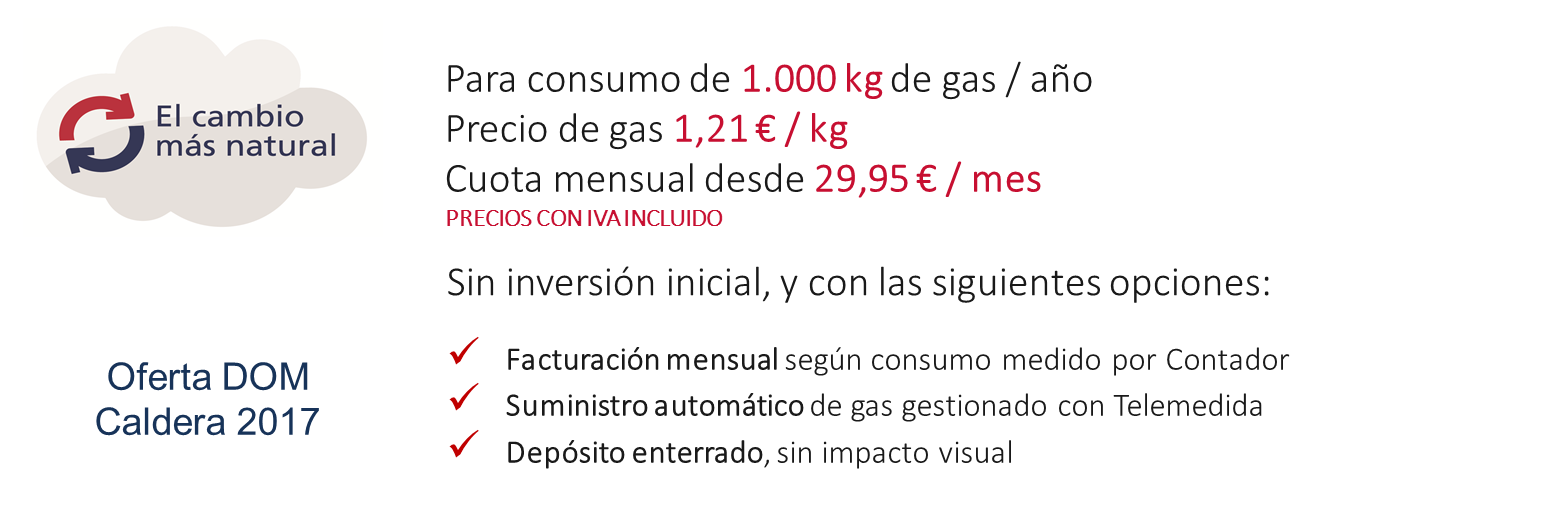 El cambio
más natural
Para consumo de 1.000 kg de gas / año
Precio de gas 1,21 € / kg
Cuota mensual desde 29,95 € / mes
PRECIOS CON IVA INCLUIDO
Sin inversión inicial, y con las siguientes opciones:
Oferta DOM
Caldera 2017
Facturación mensual según consumo medido por Contador
Suministro automático de gas gestionado con Telemedida
Depósito enterrado, sin impacto visual